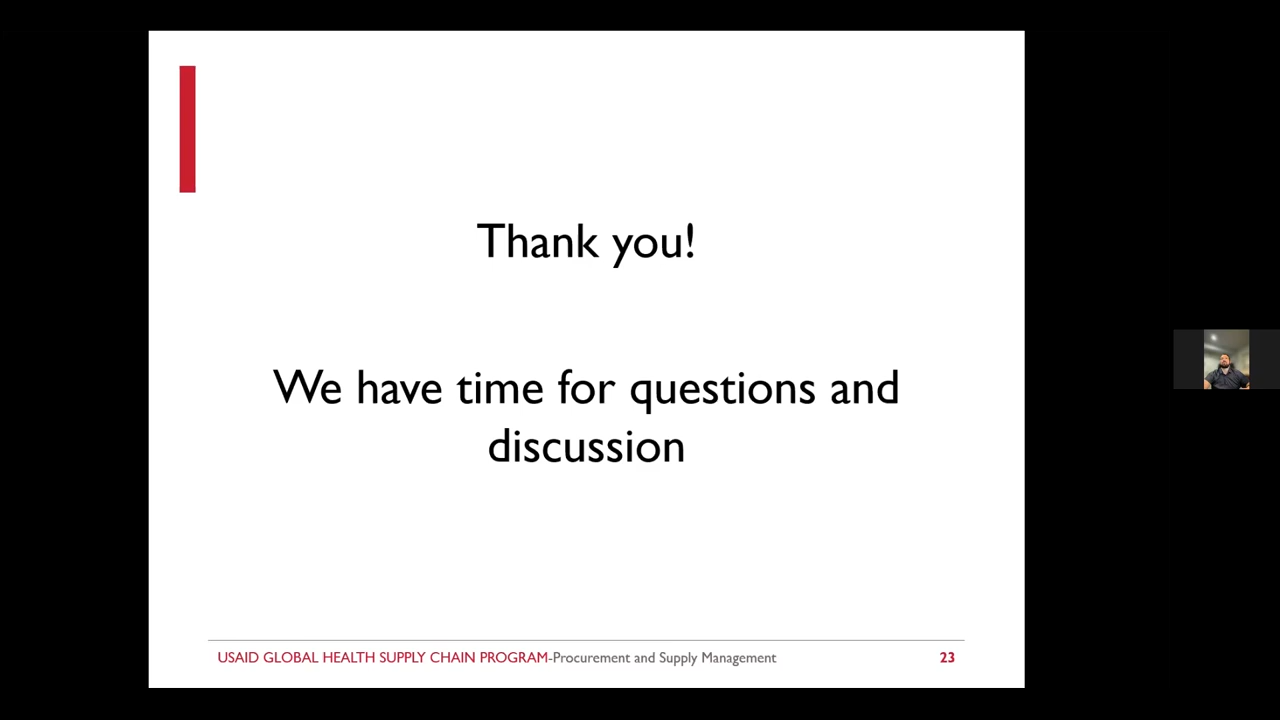 Thank you!
We have time for questions and
discussion
USAID GLOBAL HEALTH SUPPLY CHAIN PROGRAM-Procurement and Supply Management 23